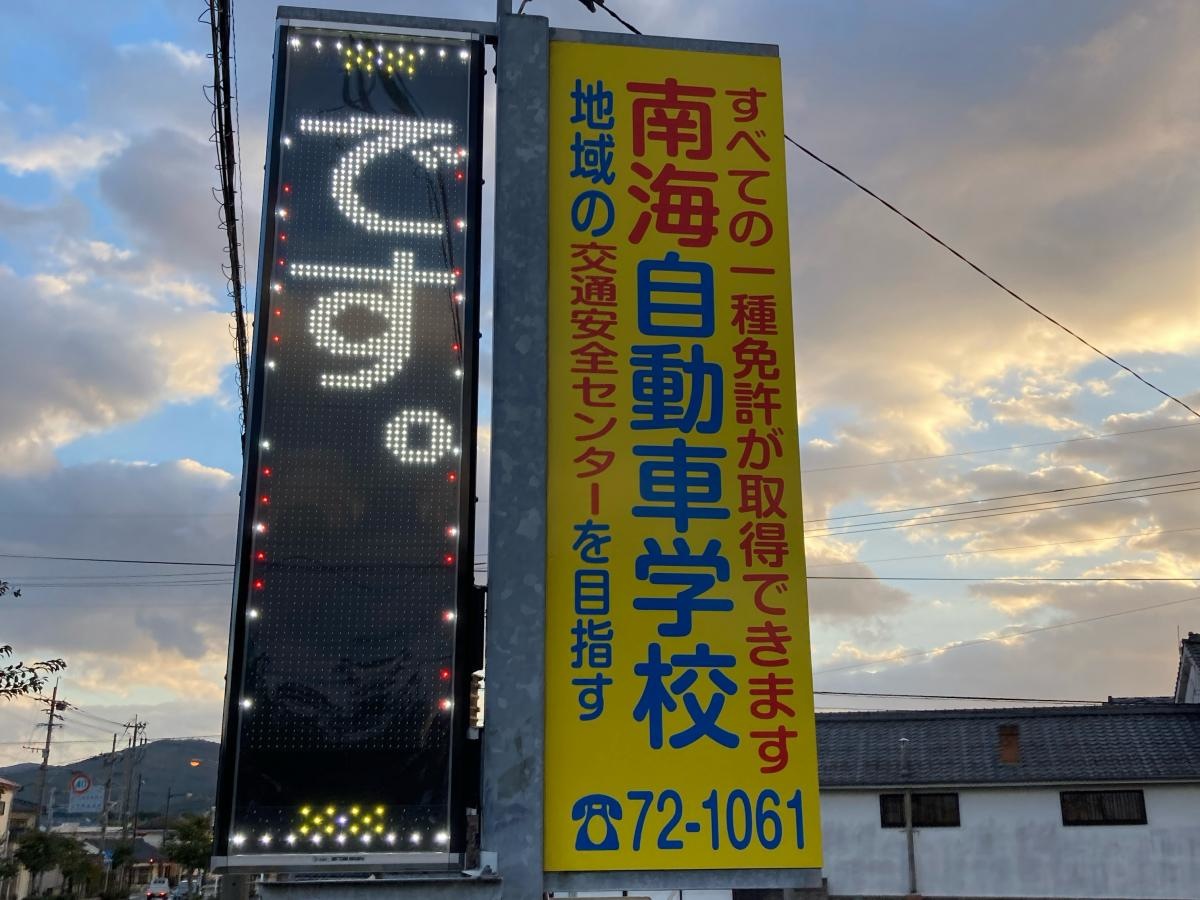 です。
すべての一種免許が取得できます
南海自動車学校
地域の交通安全センターを目指す
☎72-1061